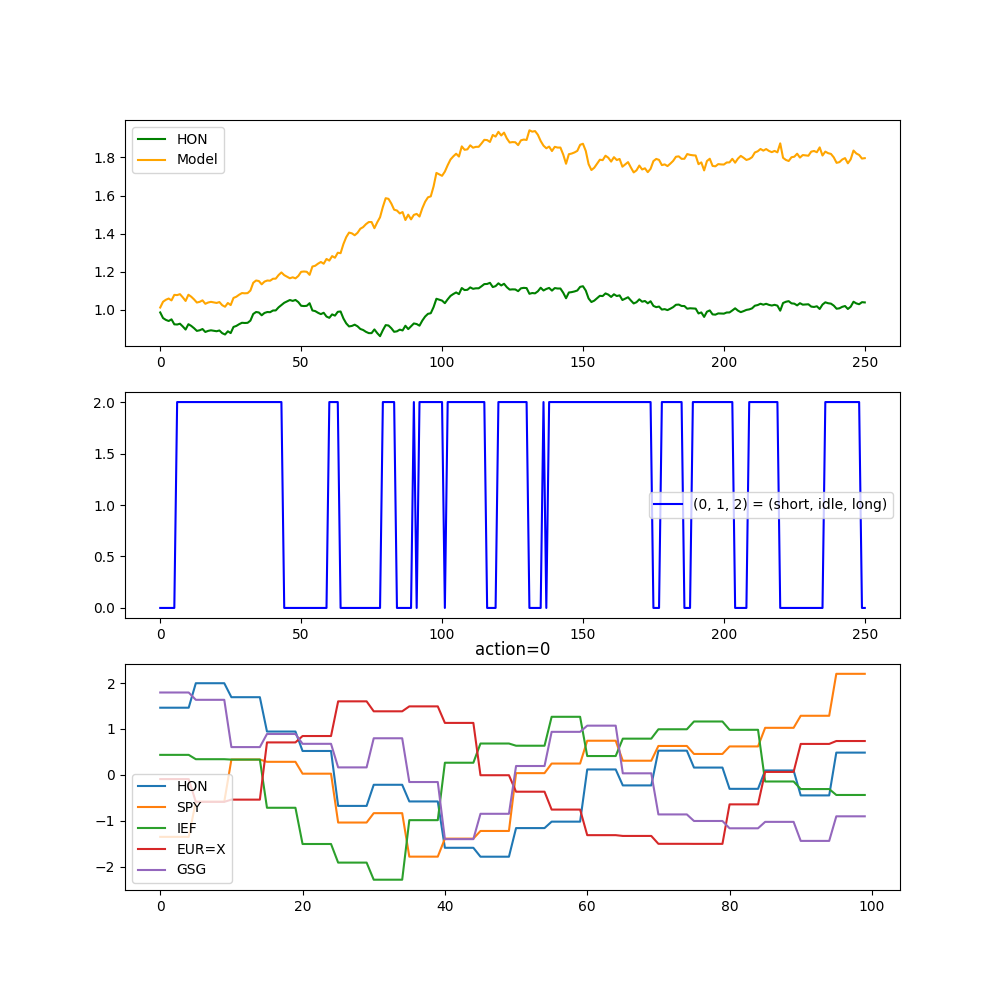 HON
Model
1.8
1.6
1.4
1.2
1.0
0 50 100 150 200 250
2.0
1.5
1.0
0.5
0.0
(0, 1, 2) = (short, idle, long)
0 50 100 150 200 250
action=0
2
1
0
−1
−2
HON
SPY
IEF
EUR=X
GSG
0 20 40 60 80 100